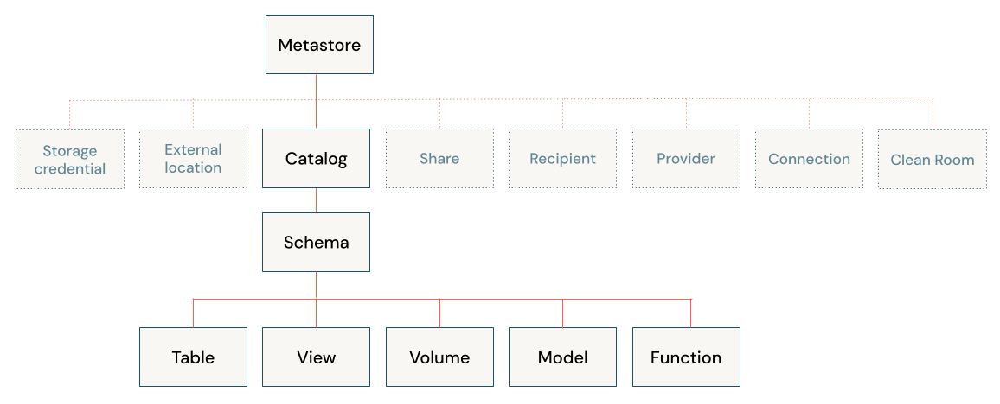 Metastore
Storage
credential
External
location
Catalog
Share
Recipient
Provider
Connection
Clean Room
Schema
Table
View
Volume
Model
Function